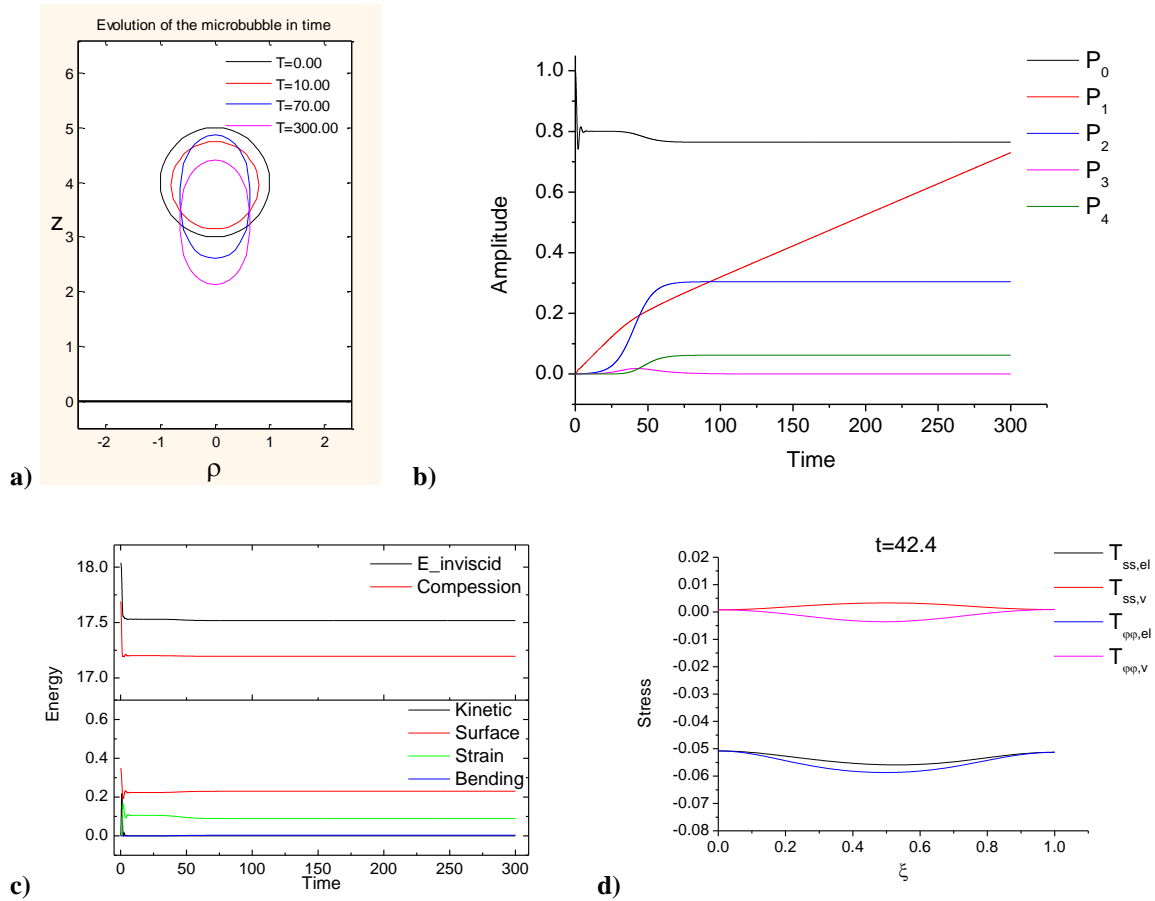 Evolution of the microbubble in time
T=0.00
T=10.00
T=70.00
T=300.00
6
5
4
z
3
2
1
0
-2 -1 0 1 2
ρ
a)
1.0
0.8
0.6
0.4
0.2
0.0
Amplitude
P0
P1
P2
P3
P4
0 50 100 150 200 250 300
Time
b)
E_inviscid
Compession
18.0
17.5
17.0
Energy
Kinetic
Surface
Strain
Bending
0.6
0.4
0.2
0.0
0 50 100 150 200 250 300
Time
c)
t=42.4
0.02
0.01
0.00
-0.01
-0.02
-0.03
-0.04
-0.05
-0.06
-0.07
-0.08
Stress
Tss,el
Tss,v
Tφφ,el
Tφφ,v
0.0 0.2 0.4 0.6 0.8 1.0
ξ
d)